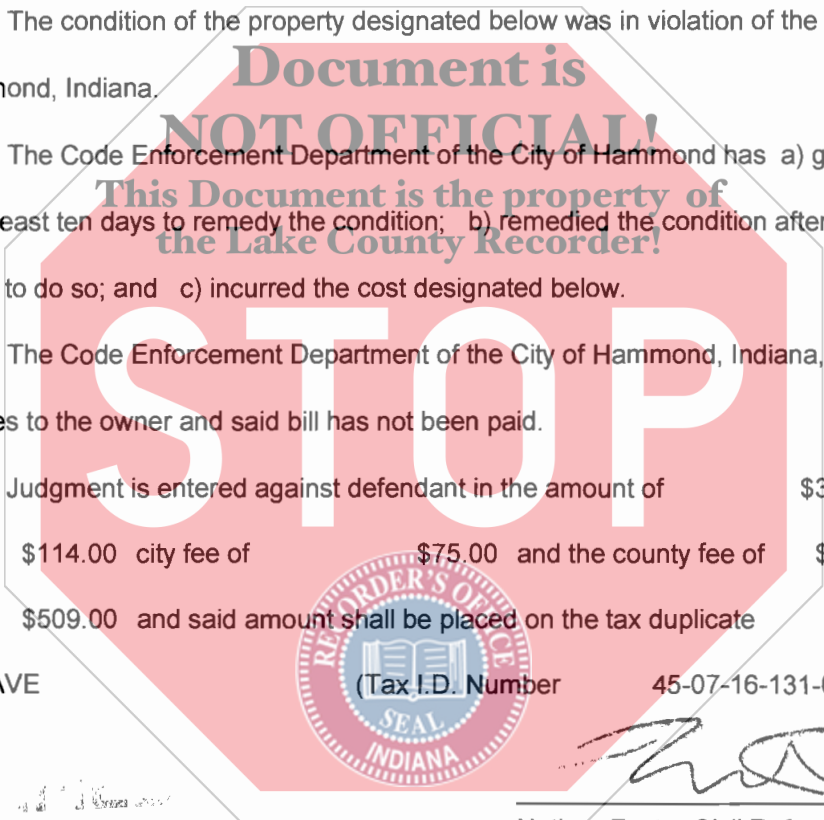 The condition of the property designated below was in violation of the
Document is
ond, Indiana.
NOT OFFICIAL!
The Code Enforcement Department of the City of Hammond has a) g
This Document is the property of
east ten days to remedy the condition; b) remedied the condition after
the Lake County Recorder!
to do so; and c) incurred the cost designated below.
STOP
The Code Enforcement Department of the City of Hammond, Indiana,
es to the owner and said bill has not been paid.
Judgment is entered against defendant in the amount of $3
$114.00 city fee of $75.00 and the county fee of $
$509.00 and said amount shall be placed on the tax duplicate
RECORDER'S OFFICE
AVE (Tax I.D. Number 45-07-16-131-
SEAL
INDIANA